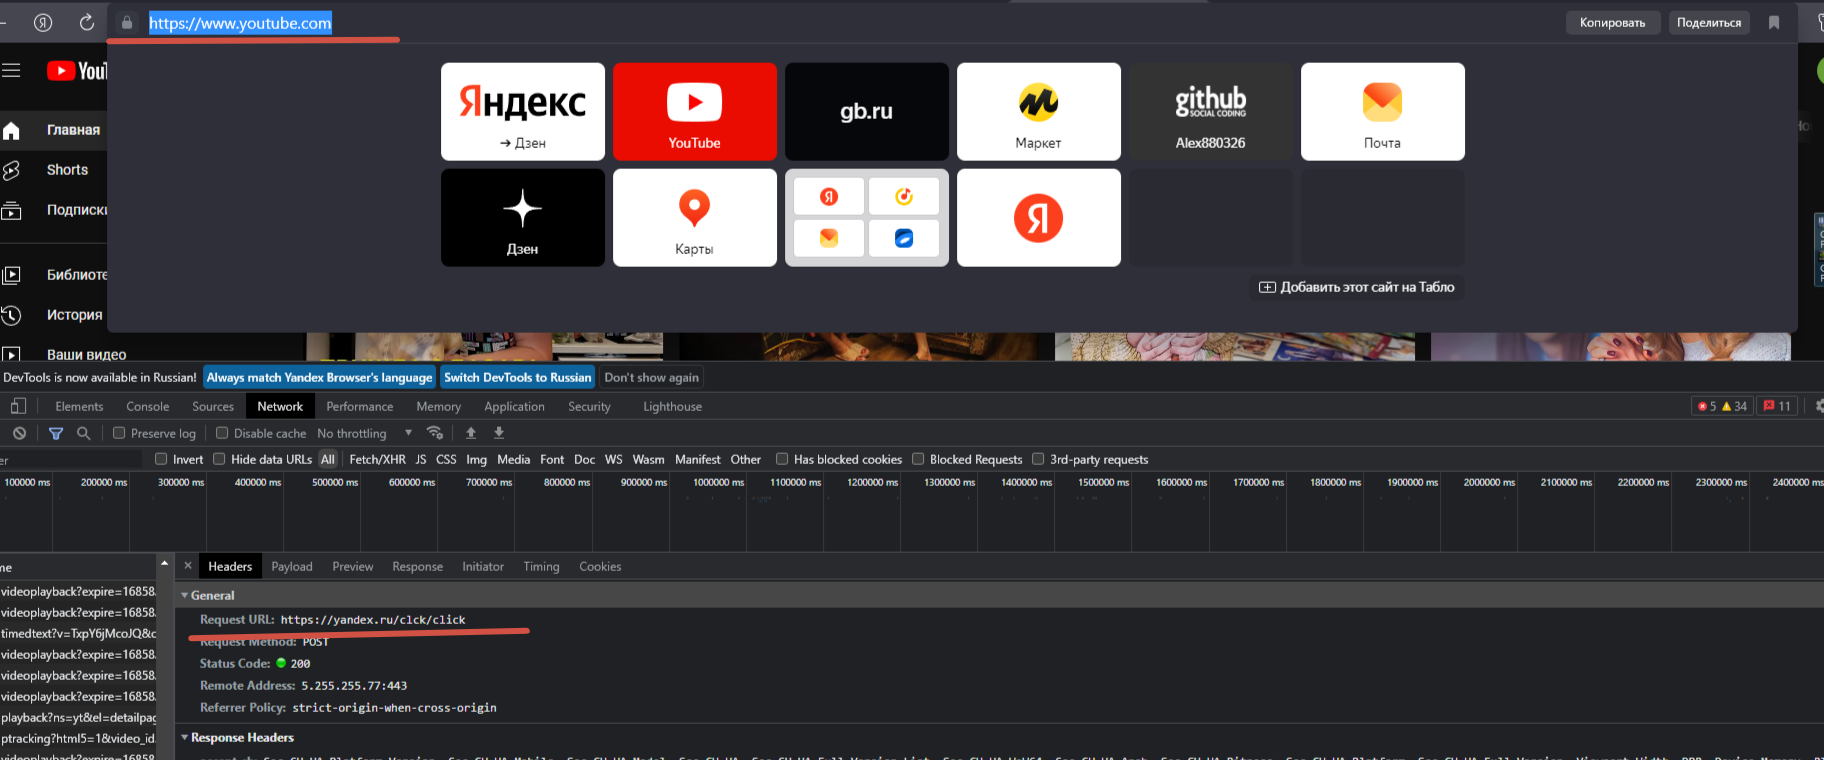 https://www.youtube.com
Копировать
Поделиться
Главная
Shorts
Подписки
Библиоте
История
Ваши видео
Яндекс
→ Дзен
YouTube
gb.ru
Маркет
github
SOCIAL CODING
Alex880326
Почта
Дзен
Карты
Я
Добавить этот сайт на Табло
DevTools is now available in Russian! Always match Yandex Browser's language Switch DevTools to Russian Don't show again
Elements Console Sources Network Performance Memory Application Security Lighthouse 5 34 11
Preserve log Disable cache No throttling
er Invert Hide data URLs All Fetch/XHR JS CSS Img Media Font Doc WS Wasm Manifest Other Has blocked cookies Blocked Requests 3rd-party requests
100000 ms 200000 ms 300000 ms 400000 ms 500000 ms 600000 ms 700000 ms 800000 ms 900000 ms 1000000 ms 1100000 ms 1200000 ms 1300000 ms 1400000 ms 1500000 ms 1600000 ms 1700000 ms 1800000 ms 1900000 ms 2000000 ms 2100000 ms 2200000 ms 2300000 ms 2400000 ms
me
videoplayback?expire=16858
videoplayback?expire=16858
timedtext?v=TxpY6jMcoJQ&c
videoplayback?expire=16858
videoplayback?expire=16858
videoplayback?expire=16858
playback?ns=yt&el=detailpag
ptracking?html5=1&video_id
videoplayback?expire=16858
Headers Payload Preview Response Initiator Timing Cookies
General
Request URL: https://yandex.ru/clck/click
Request Method: POST
Status Code: 200
Remote Address: 5.255.255.77:443
Referrer Policy: strict-origin-when-cross-origin
Response Headers